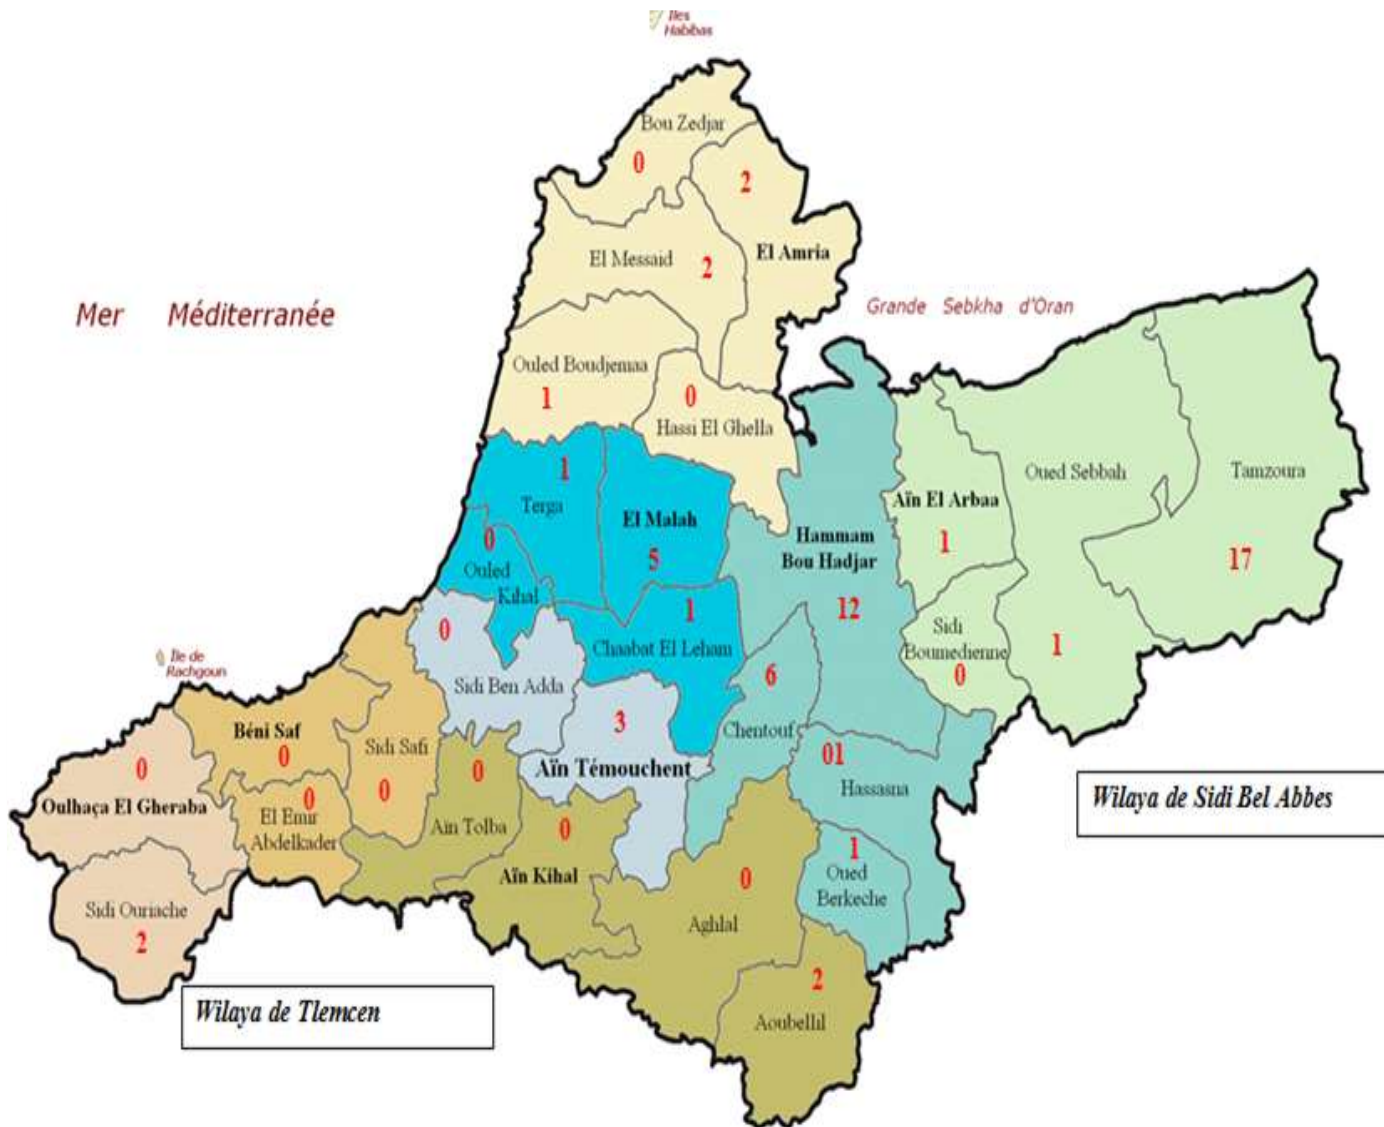 Iles
Habibas
Bou Zedjar
0
2
El Messaid
2
El Amria
Mer Méditerranée
Grande Sebkha d'Oran
Ouled Boudjemaa
1
0
Hassi El Ghella
1
Terga
El Malah
5
0
Ouled
Kihal
1
Chaabat El Leham
Hammam
Bou Hadjar
12
Aïn El Arbaa
1
Oued Sebbah
1
Tamzoura
17
Sidi
Boumedienne
0
0
Sidi Ben Adda
Île de
Rachgoun
6
Chentouf
3
Aïn Témouchent
01
Hassasna
Béni Saf
0
Sidi Safi
0
0
Oulhaça El Gheraba
0
El Emir
Abdelkader
0
Ain Tolba
0
Aïn Kihal
0
Aghlal
1
Oued
Berkeche
Sidi Ouriache
2
2
Aoubellil
Wilaya de Sidi Bel Abbes
Wilaya de Tlemcen